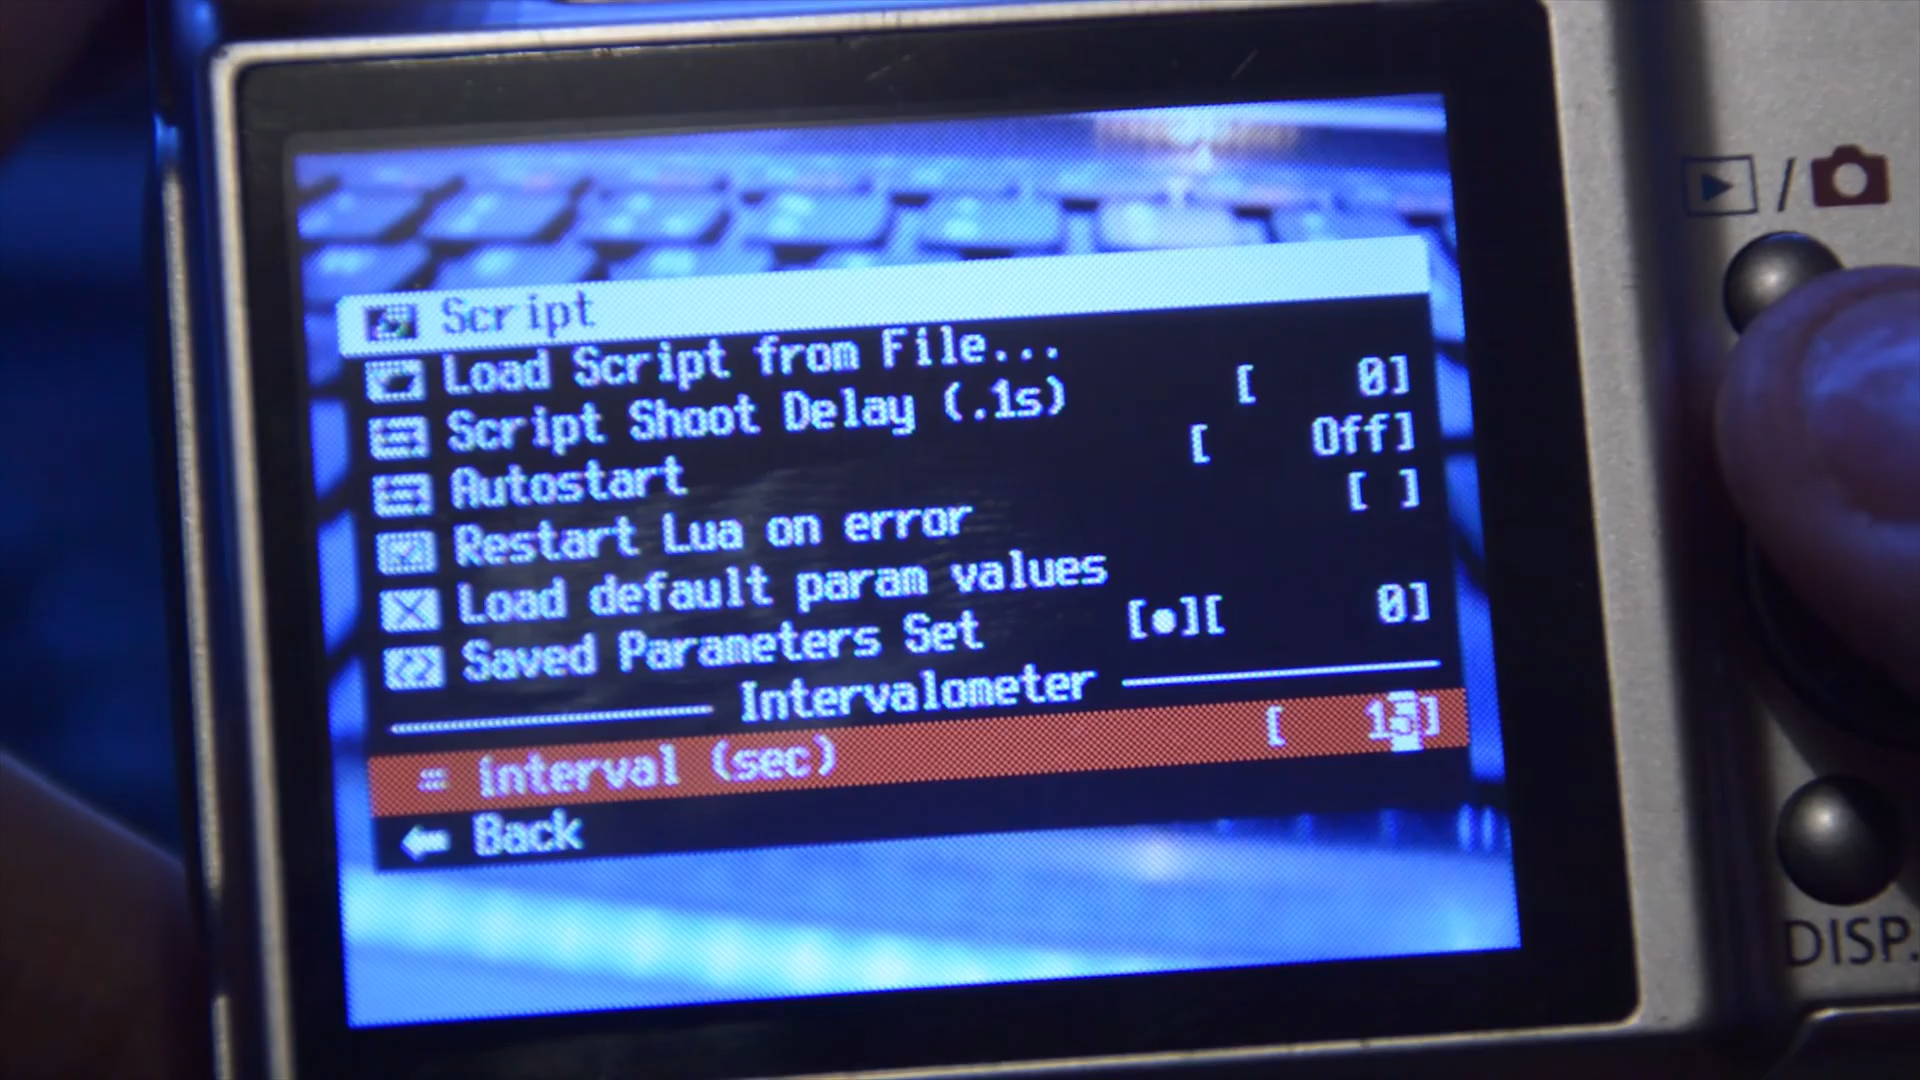 Script
Load Script from File...
Script Shoot Delay (.1s) [ 0]
Autostart [ Off]
Restart Lua on error [ ]
Load default param values
Saved Parameters Set [●][ 0]
Intervalometer
interval (sec) [ 15]
Back
DISP.